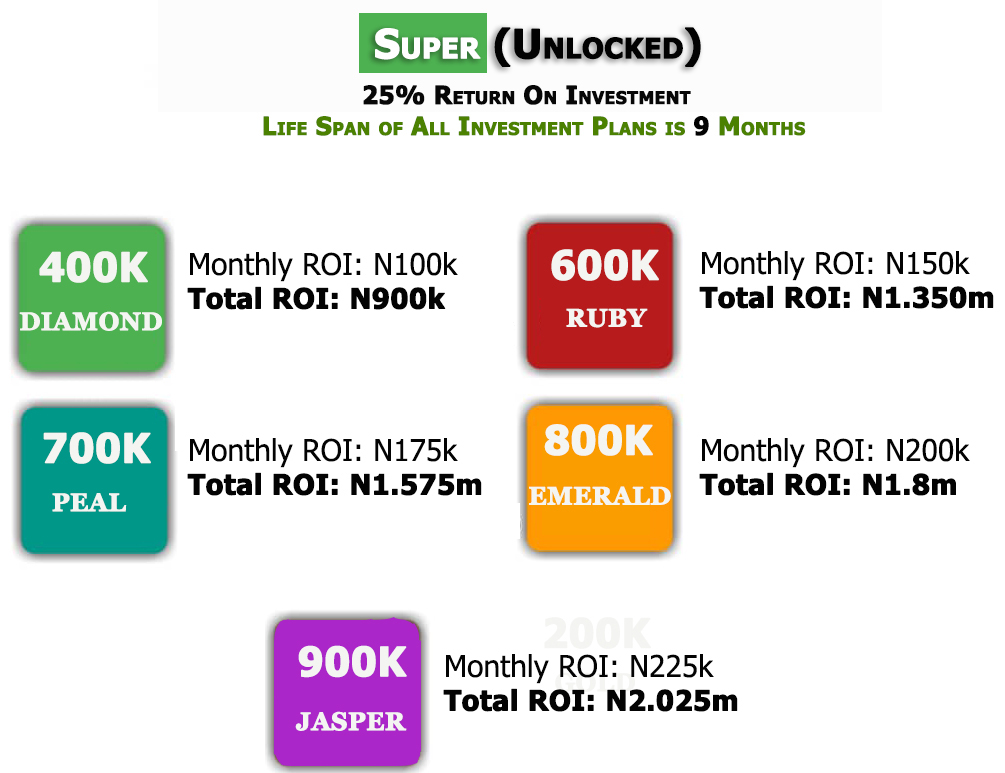 Super (Unlocked)
25% Return On Investment
Life Span of All Investment Plans is 9 Months
400K
DIAMOND
Monthly ROI: N100k
Total ROI: N900k
600K
RUBY
Monthly ROI: N150k
Total ROI: N1.350m
700K
PEAL
Monthly ROI: N175k
Total ROI: N1.575m
800K
EMERALD
Monthly ROI: N200k
Total ROI: N1.8m
900K
JASPER
200K
GOLD
Monthly ROI: N225k
Total ROI: N2.025m